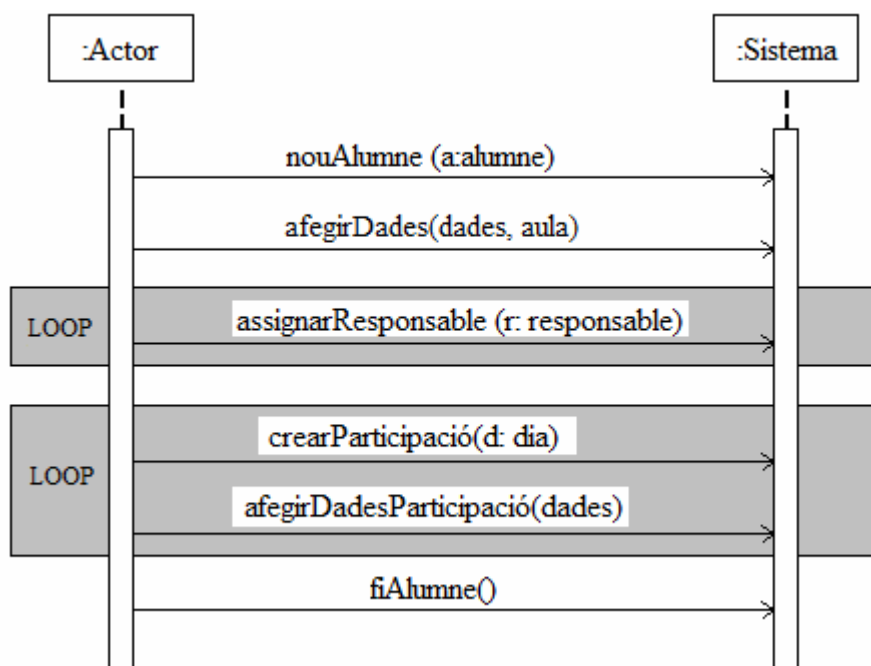 :Actor
:Sistema
nouAlumne (a:alumne)
afegirDades(dades, aula)
LOOP
assignarResponsable (r: responsable)
LOOP
crearParticipació(d: dia)
afegirDadesParticipació(dades)
fiAlumne()